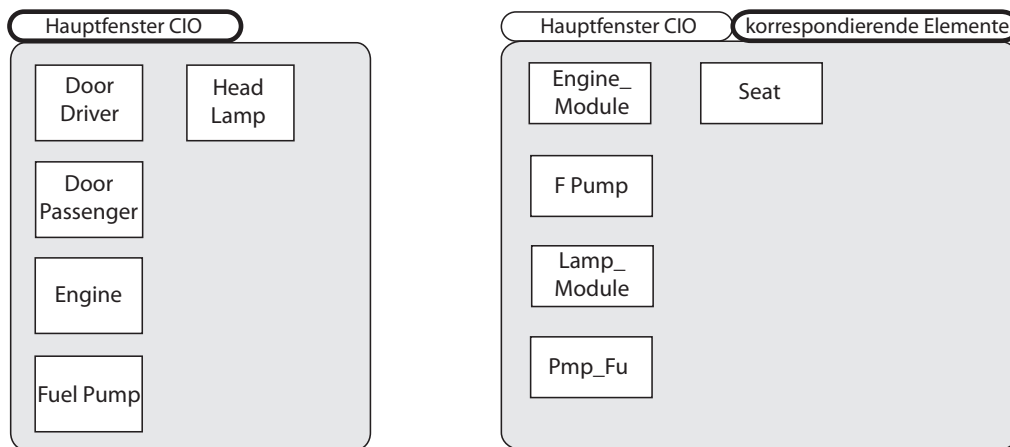 Hauptfenster CIO
Door
Driver
Head
Lamp
Door
Passenger
Engine
Fuel Pump
Hauptfenster CIO
korrespondierende Elemente
Engine_
Module
Seat
F Pump
Lamp_
Module
Pmp_Fu